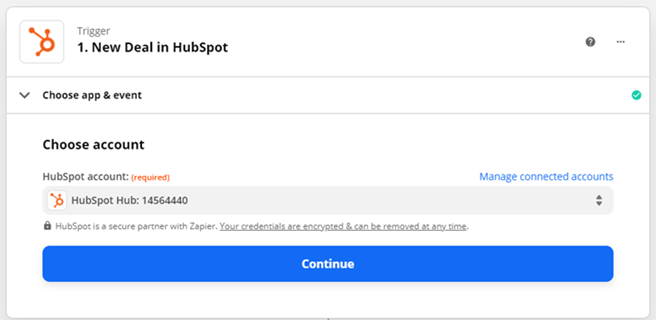 Trigger
1. New Deal in HubSpot
Choose app & event
Choose account
HubSpot account: (required)
Manage connected accounts
HubSpot Hub: 14564440
HubSpot is a secure partner with Zapier. Your credentials are encrypted & can be removed at any time.
Continue